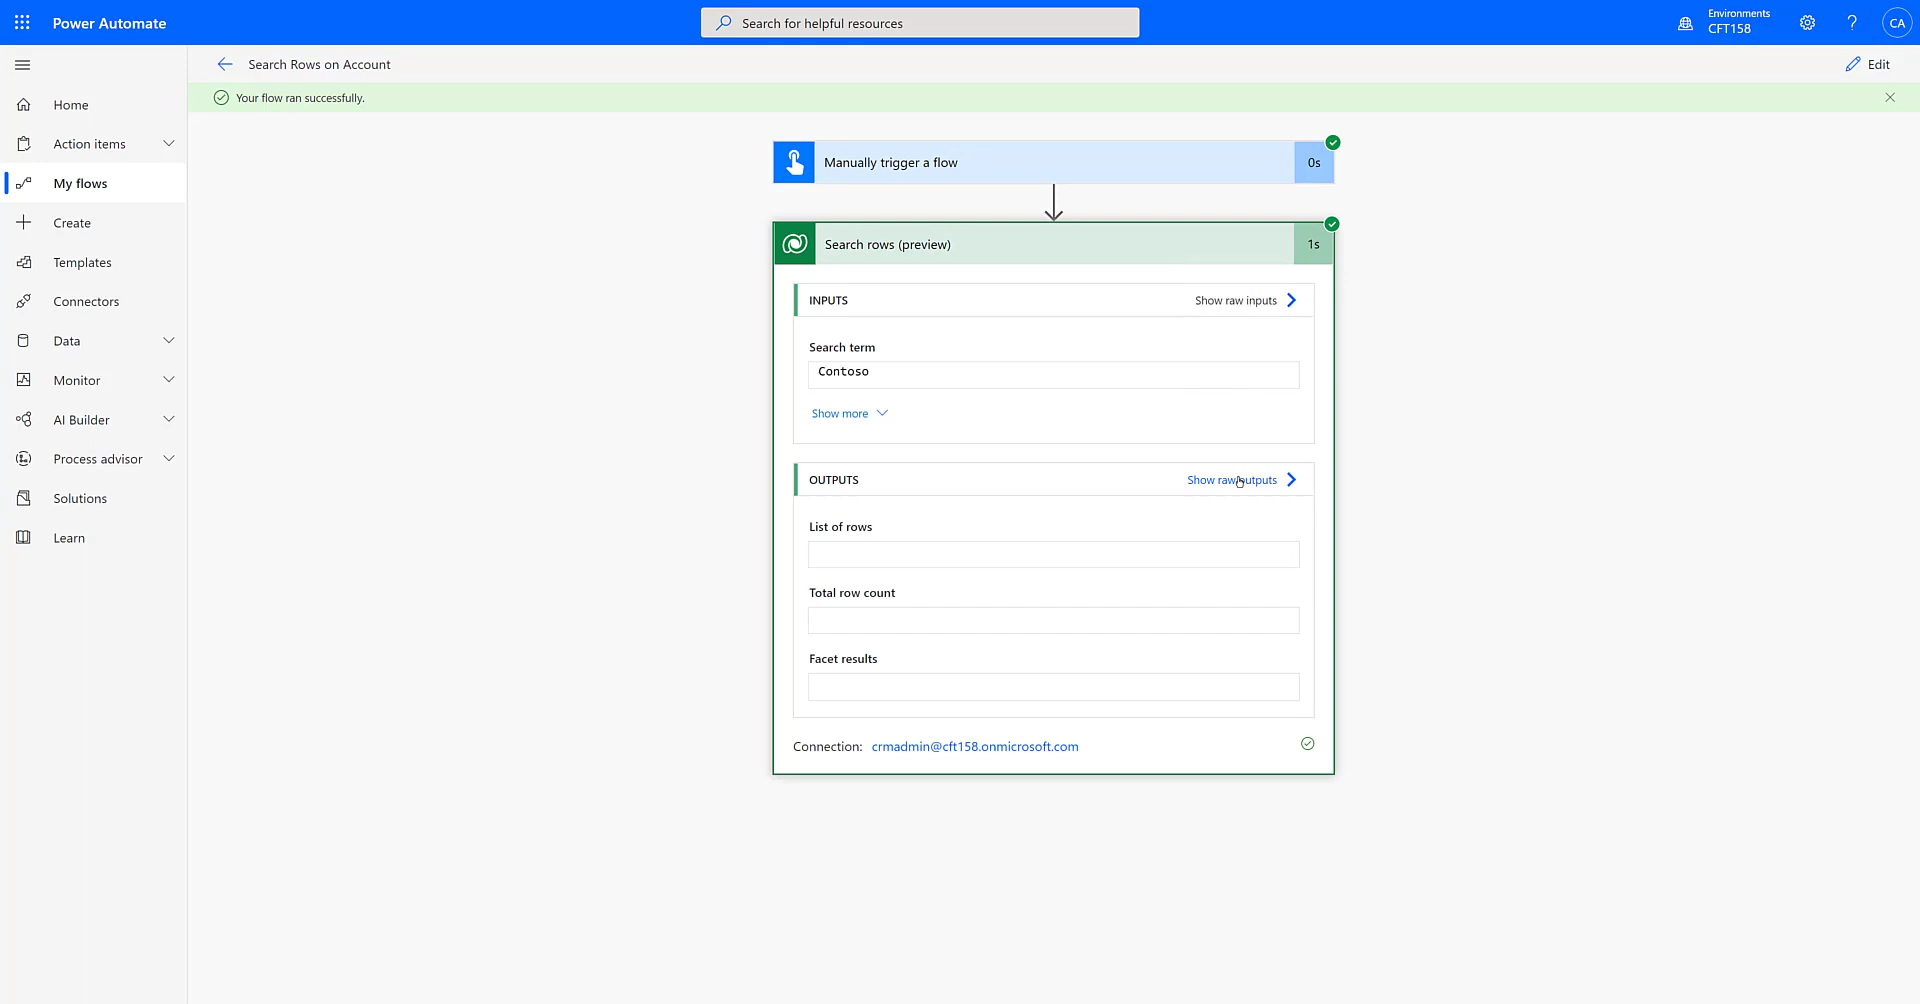 Power Automate
Search for helpful resources
Environments
CFT158
?
CA
Search Rows on Account
Edit
Your flow ran successfully.
Home
Action items
My flows
Create
Templates
Connectors
Data
Monitor
AI Builder
Process advisor
Solutions
Learn
Manually trigger a flow
0s
Search rows (preview)
1s
INPUTS
Show raw inputs
Search term
Contoso
Show more
OUTPUTS
Show raw outputs
List of rows
Total row count
Facet results
Connection: crmadmin@cft158.onmicrosoft.com